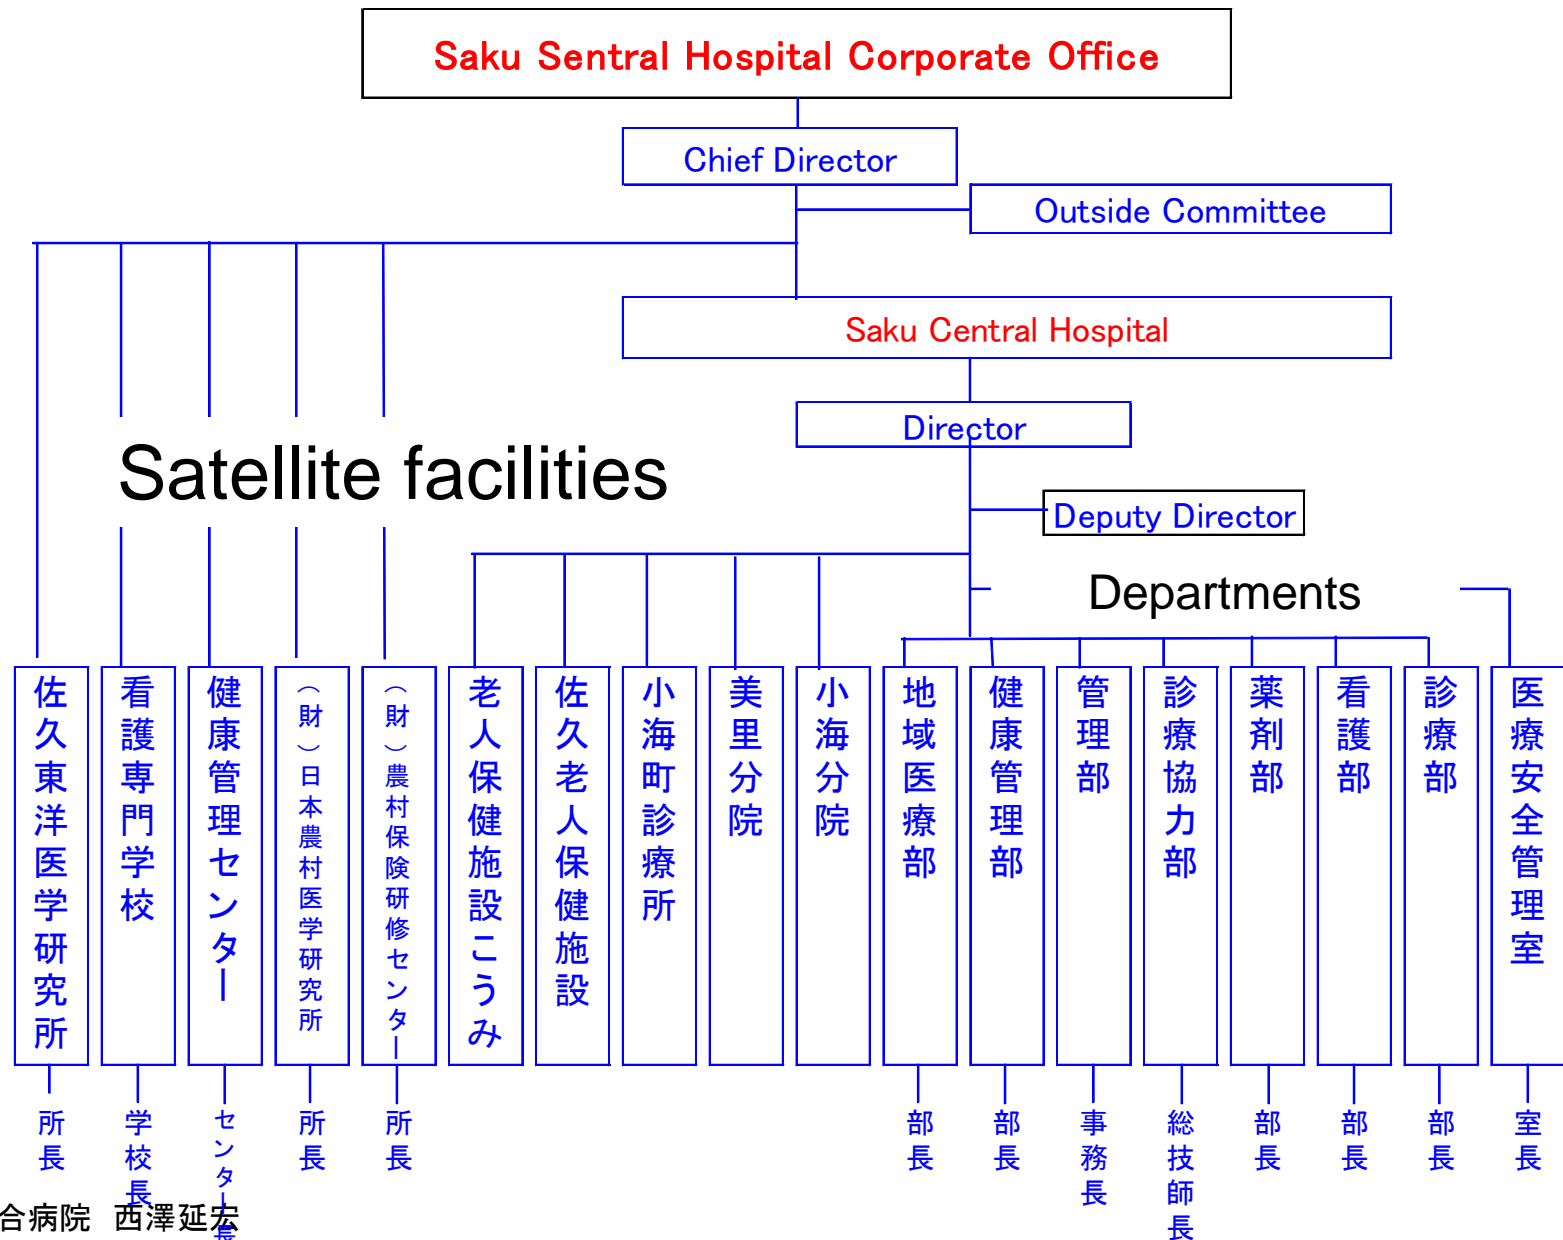 Saku Sentral Hospital Corporate Office
Chief Director
Outside Committee
Saku Central Hospital
Director
Satellite facilities
Deputy Director
Departments
佐久東洋医学研究所
看護専門学校
健康管理センター
（財）日本農村医学研究所
（財）農村保険研修センター
老人保健施設こうみ
佐久老人保健施設
小海町診療所
美里分院
小海分院
地域医療部
健康管理部
管理部
診療協力部
薬剤部
看護部
診療部
医療安全管理室
所長
学校長
センター長
所長
所長
部長
部長
事務長
総技師長
部長
部長
部長
室長
合病院　西澤延宏